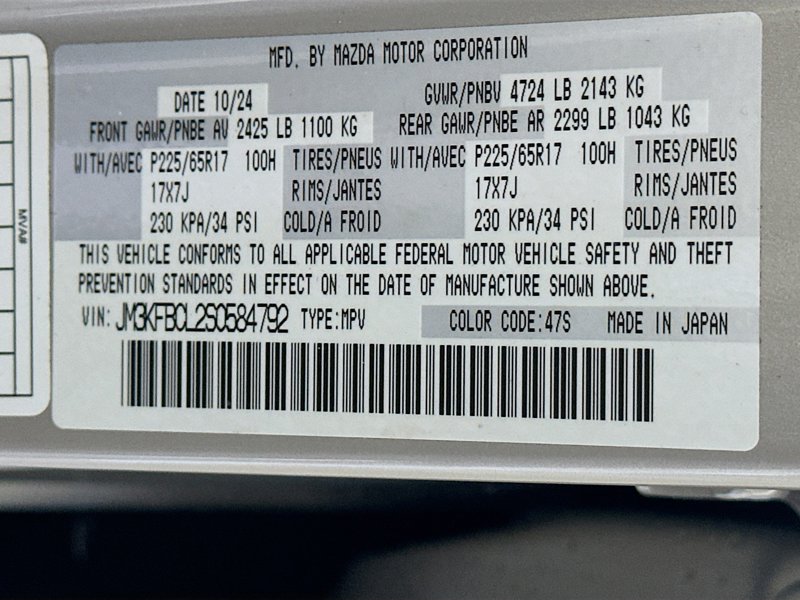 MFD. BY MAZDA MOTOR CORPORATION
DATE 10/24 GVWR/PNBV 4724 LB 2143 KG
FRONT GAWR/PNBE AV 2425 LB 1100 KG REAR GAWR/PNBE AR 2299 LB 1043 KG
WITH/AVEC P225/65R17 100H TIRES/PNEUS WITH/AVEC P225/65R17 100H TIRES/PNEUS
17X7J RIMS/JANTES 17X7J RIMS/JANTES
230 KPA/34 PSI COLD/A FROID 230 KPA/34 PSI COLD/A FROID
THIS VEHICLE CONFORMS TO ALL APPLICABLE FEDERAL MOTOR VEHICLE SAFETY AND THEFT
PREVENTION STANDARDS IN EFFECT ON THE DATE OF MANUFACTURE SHOWN ABOVE.
VIN: JM3KFBCL2S0584792 TYPE:MPV COLOR CODE:47S MADE IN JAPAN
MVA#